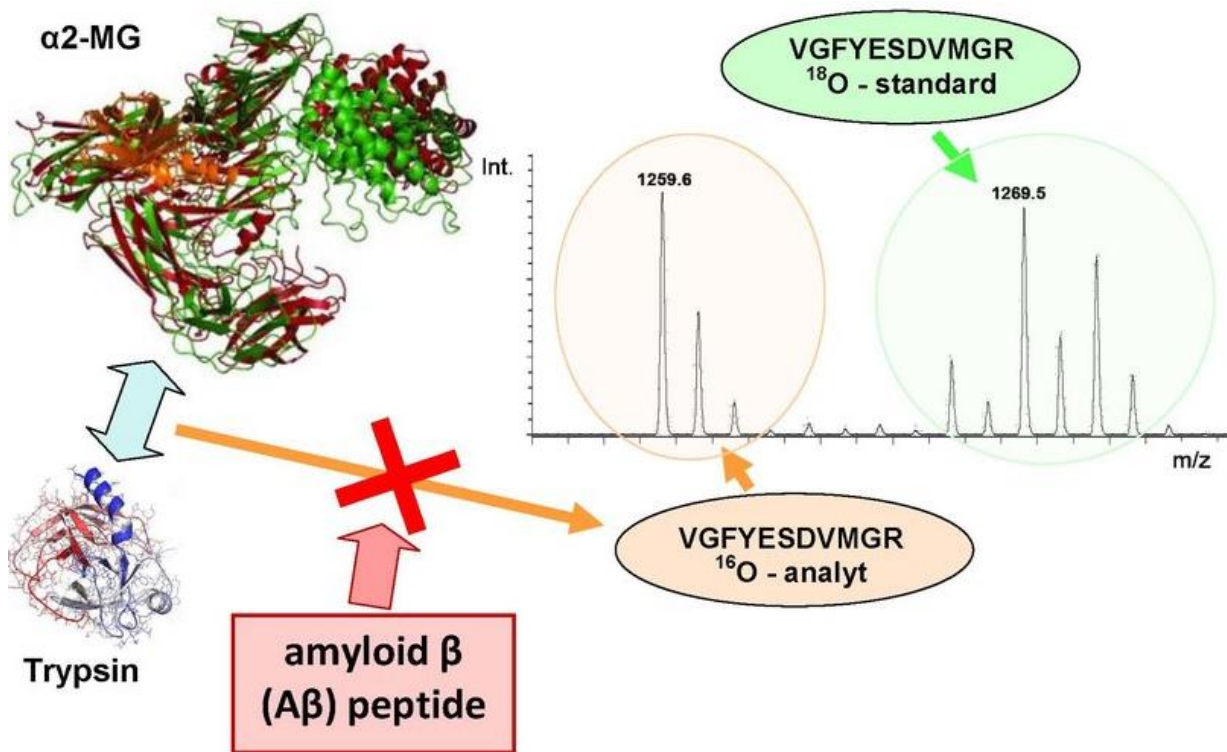 α2-MG
VGFYESDVMGR
¹⁸O - standard
Int.
1259.6
1269.5
m/z
VGFYESDVMGR
¹⁶O - analyt
Trypsin
amyloid β
(Aβ) peptide